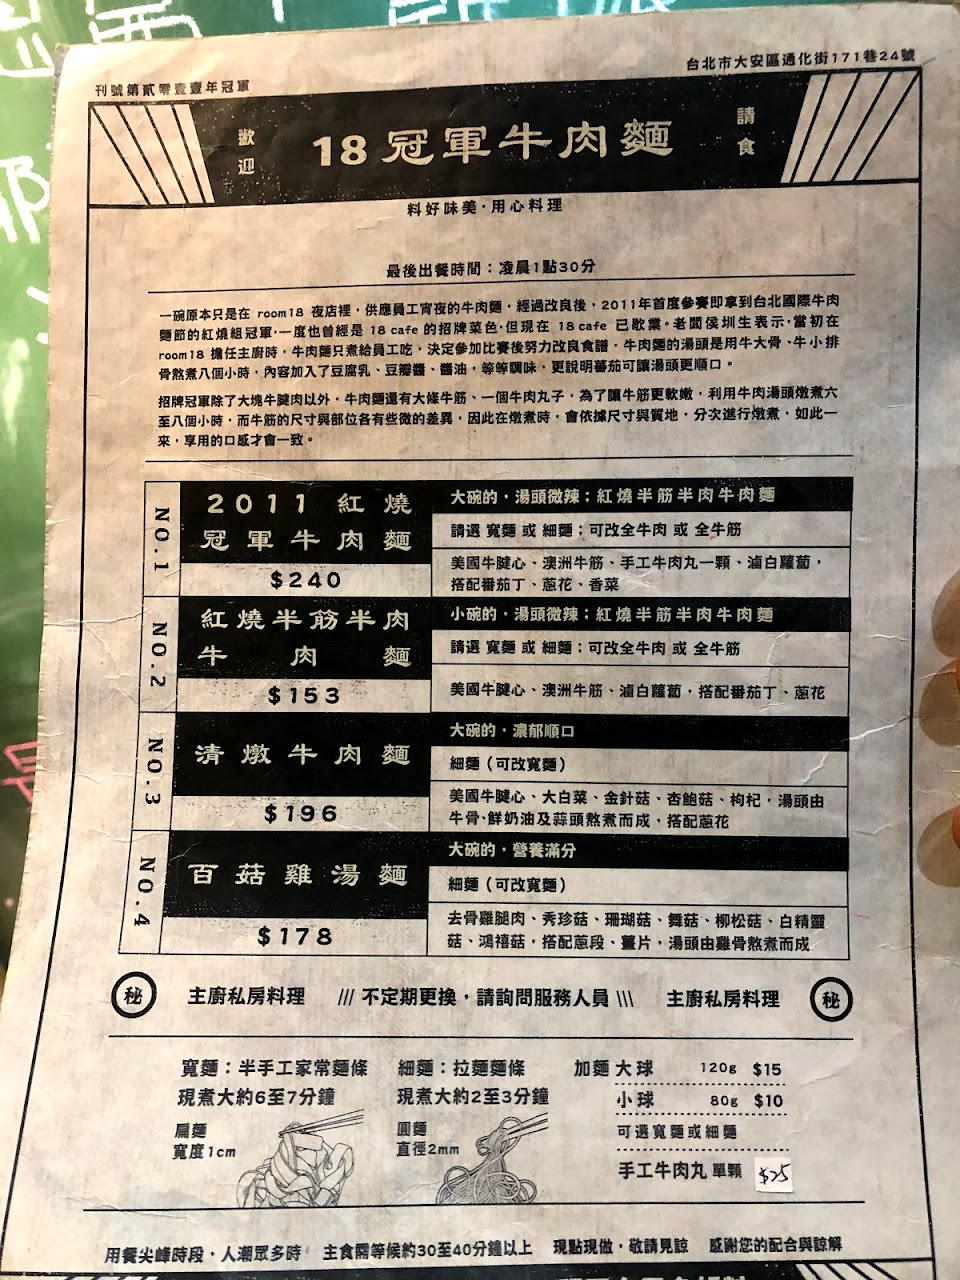 刊號第貳零壹壹年冠軍
台北市大安區通化街171巷24號
歡迎
18冠軍牛肉麵
請食
料好味美·用心料理
最後出餐時間：凌晨1點30分
一碗原本只是在 room18 夜店裡，供應員工宵夜的牛肉麵，經過改良後，2011年首度參賽即拿到台北國際牛肉
麵節的紅燒組冠軍，一度也曾經是 18 cafe 的招牌菜色，但現在 18 cafe 已歇業。老闆侯圳生表示，當初在
room18 擔任主廚時，牛肉麵只煮給員工吃，決定參加比賽後努力改良食譜，牛肉麵的湯頭是用牛大骨、牛小排
骨熬煮八個小時，內容加入了豆腐乳、豆瓣醬、醬油，等等調味，更說明蕃茄可讓湯頭更順口。
招牌冠軍除了大塊牛腱肉以外，牛肉麵還有大條牛筋、一個牛肉丸子，為了讓牛筋更軟嫩，利用牛肉湯頭燉煮六
至八個小時，而牛筋的尺寸與部位各有些微的差異，因此在燉煮時，會依據尺寸與質地，分次進行燉煮，如此一
來，享用的口感才會一致。
NO.1
2011 紅燒
冠軍牛肉麵
$240
大碗的，湯頭微辣；紅燒半筋半肉牛肉麵
請選 寬麵 或 細麵；可改全牛肉 或 全牛筋
美國牛腱心、澳洲牛筋、手工牛肉丸一顆、滷白蘿蔔，
搭配番茄丁、蔥花、香菜
NO.2
紅燒半筋半肉
牛肉麵
$153
小碗的，湯頭微辣；紅燒半筋半肉牛肉麵
請選 寬麵 或 細麵；可改全牛肉 或 全牛筋
美國牛腱心、澳洲牛筋、滷白蘿蔔，搭配番茄丁、蔥花
NO.3
清燉牛肉麵
$196
大碗的，濃郁順口
細麵（可改寬麵）
美國牛腱心、大白菜、金針菇、杏鮑菇、枸杞，湯頭由
牛骨、鮮奶油及蒜頭熬煮而成，搭配蔥花
NO.4
百菇雞湯麵
$178
大碗的，營養滿分
細麵（可改寬麵）
去骨雞腿肉、秀珍菇、珊瑚菇、舞菇、柳松菇、白精靈
菇、鴻禧菇，搭配蔥段、薑片，湯頭由雞骨熬煮而成
秘 主廚私房料理 /// 不定期更換，請詢問服務人員 \\\ 主廚私房料理 秘
寬麵：半手工家常麵條
現煮大約6至7分鐘
扁麵
寬度1cm
細麵：拉麵麵條
現煮大約2至3分鐘
圓麵
直徑2mm
加麵 大球 120g $15
小球 80g $10
可選寬麵或細麵
手工牛肉丸 單顆 $25
用餐尖峰時段，人潮眾多時 主食需等候約30至40分鐘以上 現點現做，敬請見諒 感謝您的配合與諒解